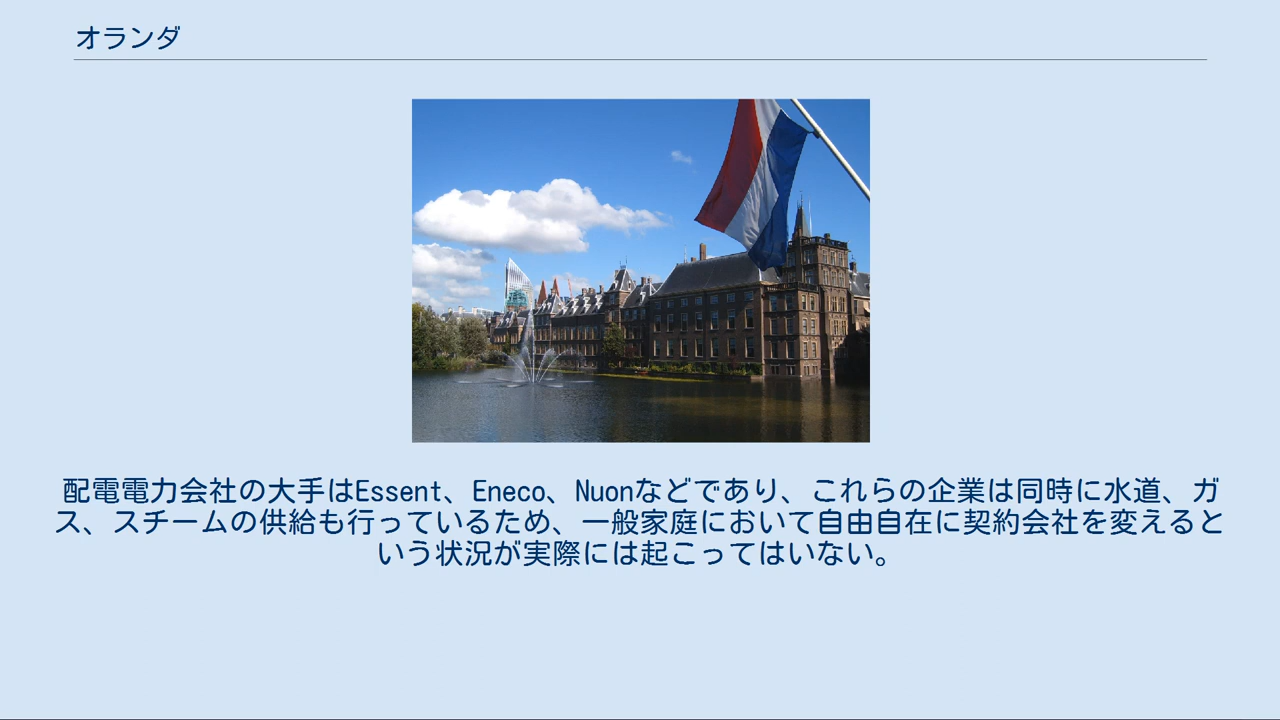 オランダ
配電電力会社の大手はEssent、Eneco、Nuonなどであり、これらの企業は同時に水道、ガ
ス、スチームの供給も行っているため、一般家庭において自由自在に契約会社を変えると
いう状況が実際には起こってはいない。